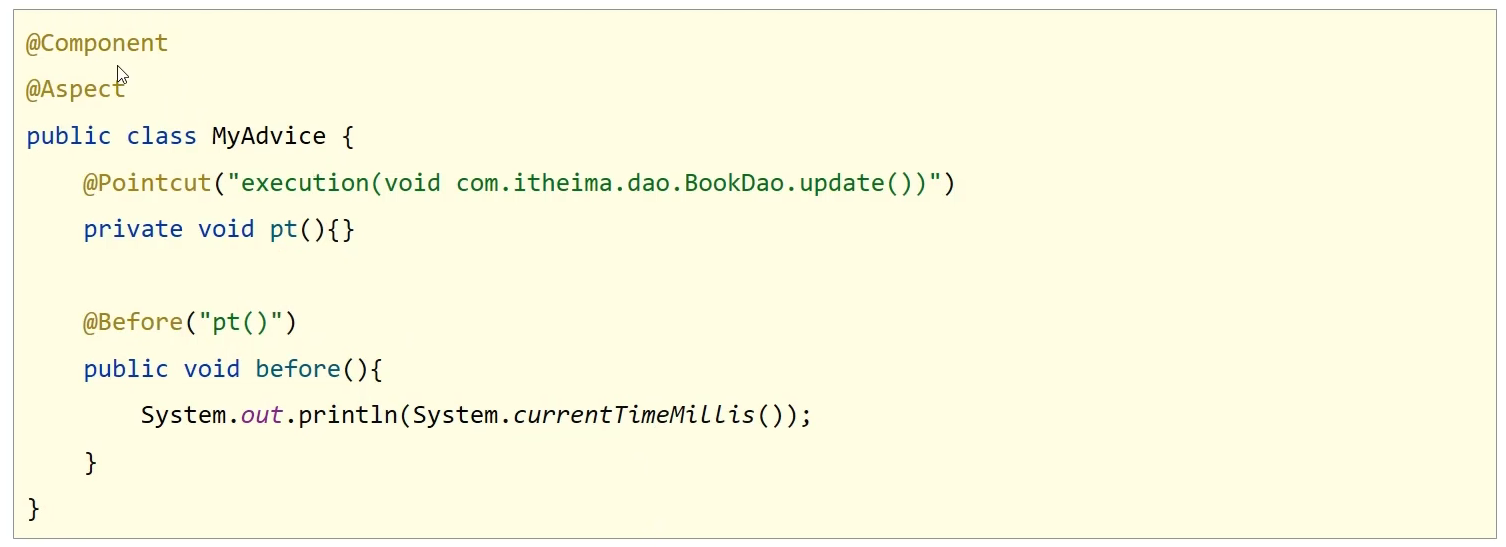 @Component
@Aspect
public class MyAdvice {
    @Pointcut("execution(void com.itheima.dao.BookDao.update())")
    private void pt(){}

    @Before("pt()")
    public void before(){
        System.out.println(System.currentTimeMillis());
    }
}